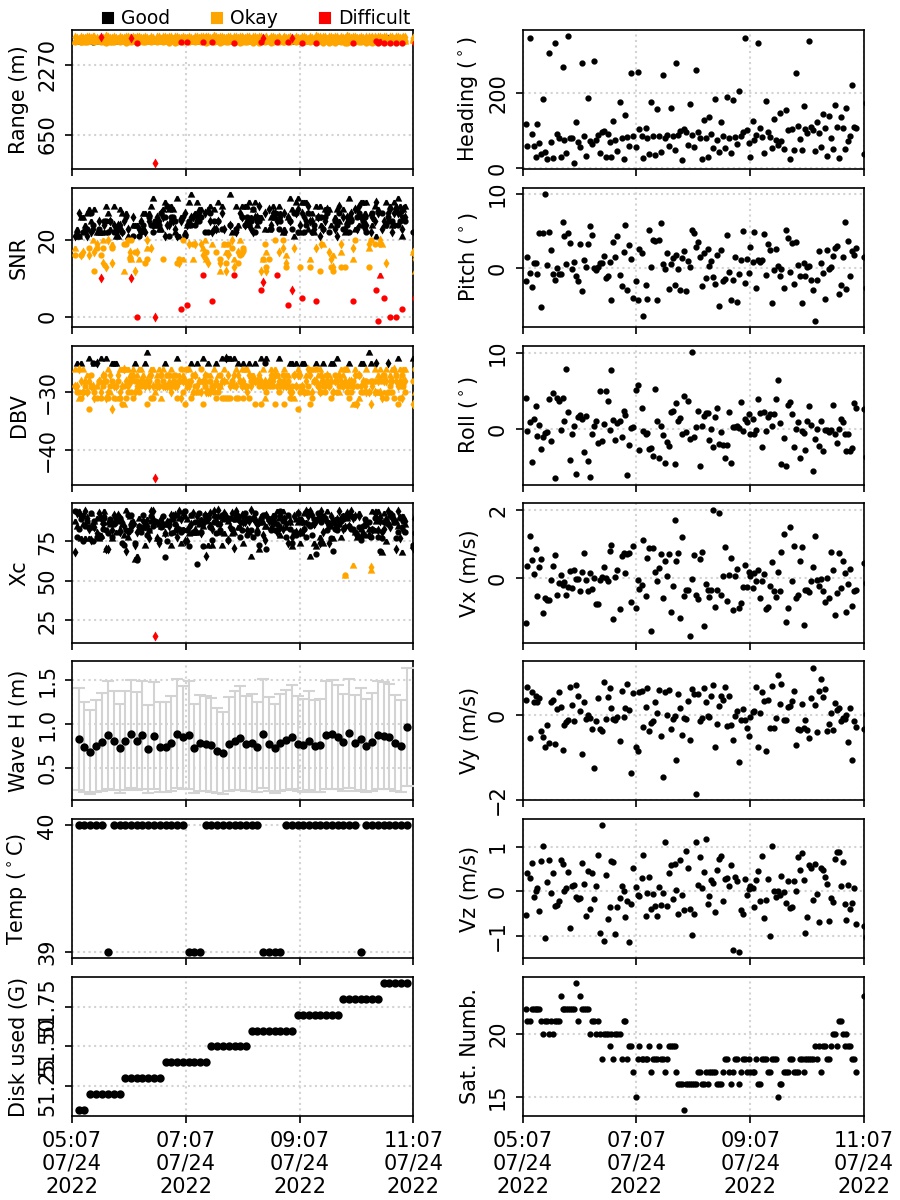 Good Okay Difficult
Range (m)
2270
650
Heading (°)
200
0
SNR
20
0
Pitch (°)
10
0
DBV
−30
−40
Roll (°)
10
0
Xc
75
50
25
Vx (m/s)
2
0
Wave H (m)
1.5
1.0
0.5
Vy (m/s)
0
−2
Temp (°C)
40
39
Vz (m/s)
1
0
−1
Disk used (G)
51.75
51.50
51.25
Sat. Numb.
20
15
05:07 07:07 09:07 11:07
07/24 07/24 07/24 07/24
2022 2022 2022 2022
05:07 07:07 09:07 11:07
07/24 07/24 07/24 07/24
2022 2022 2022 2022